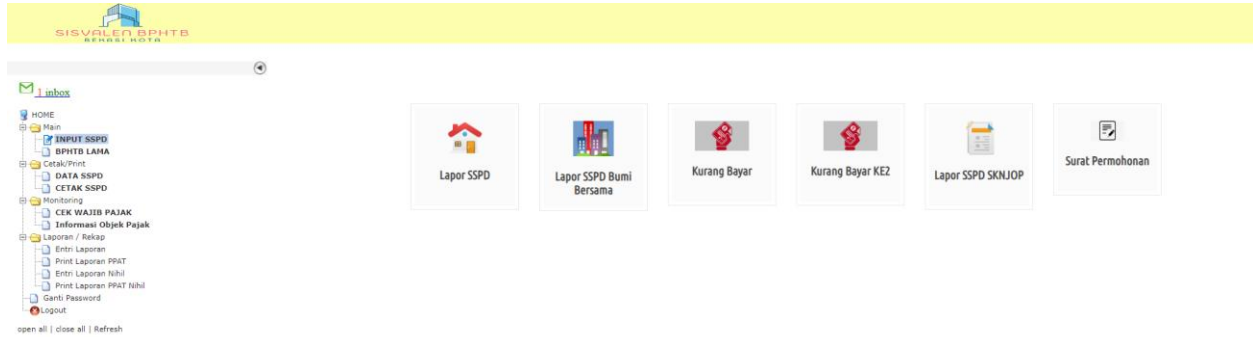 SISVALEN BPHTB
BEKASI KOTA
1 inbox
HOME
Main
INPUT SSPD
BPHTB LAMA
Cetak/Print
DATA SSPD
CETAK SSPD
Monitoring
CEK WAJIB PAJAK
Informasi Objek Pajak
Laporan / Rekap
Entri Laporan
Print Laporan PPAT
Entri Laporan Nihil
Print Laporan PPAT Nihil
Ganti Password
Logout
open all | close all | Refresh
Lapor SSPD
Lapor SSPD Bumi
Bersama
Kurang Bayar
Kurang Bayar KE2
Lapor SSPD SKNJOP
Surat Permohonan